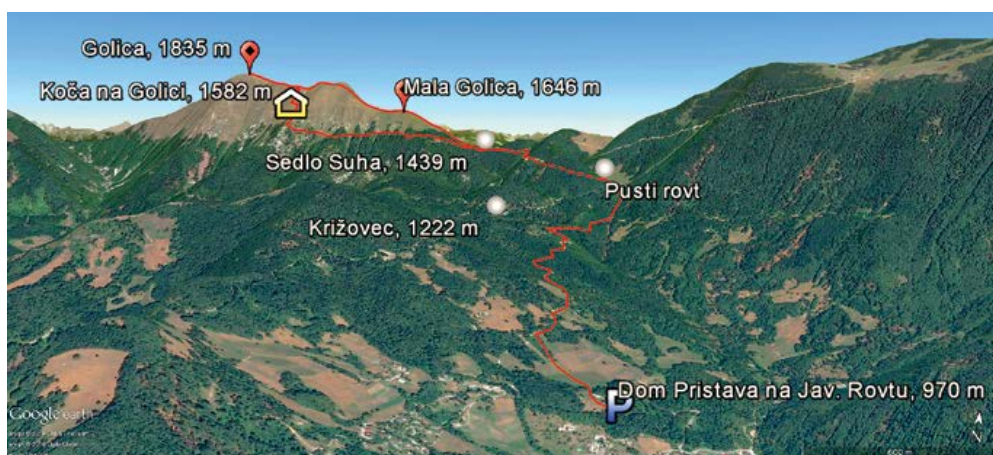 Golica, 1835 m
Koča na Golici, 1582 m
Mala Golica, 1646 m
Sedlo Suha, 1439 m
Pusti rovt
Križovec, 1222 m
Dom Pristava na Jav. Rovtu, 970 m
P
Google earth
N